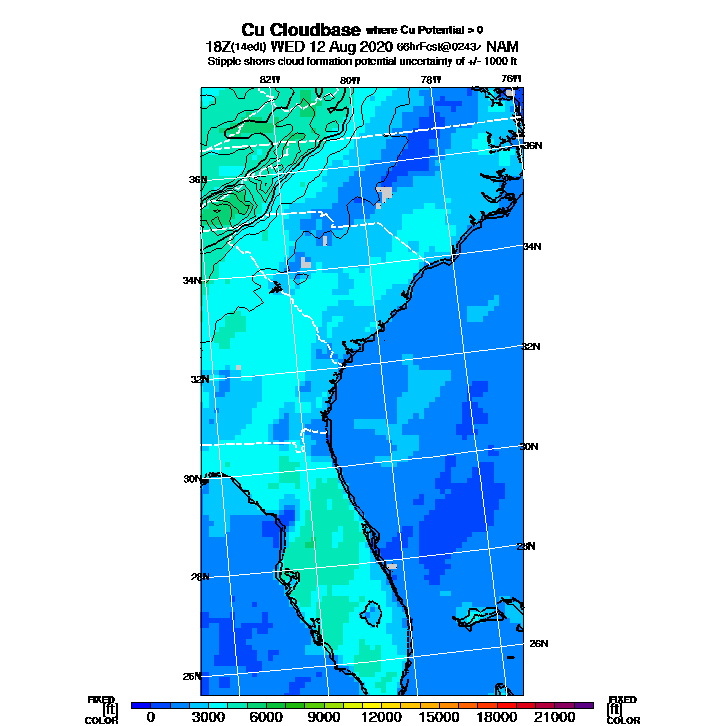 Cu Cloudbase where Cu Potential > 0
18Z(14edt) WED 12 Aug 2020 66hrFcst@0243z NAM
Stipple shows cloud formation potential uncertainty of +/- 1000 ft
82W 80W 78W 76W
36N
36N
34N
34N
32N
32N
30N
30N
28N
28N
26N
26N
FIXED FIXED
[ft] [ft]
COLOR 0 3000 6000 9000 12000 15000 18000 21000 COLOR